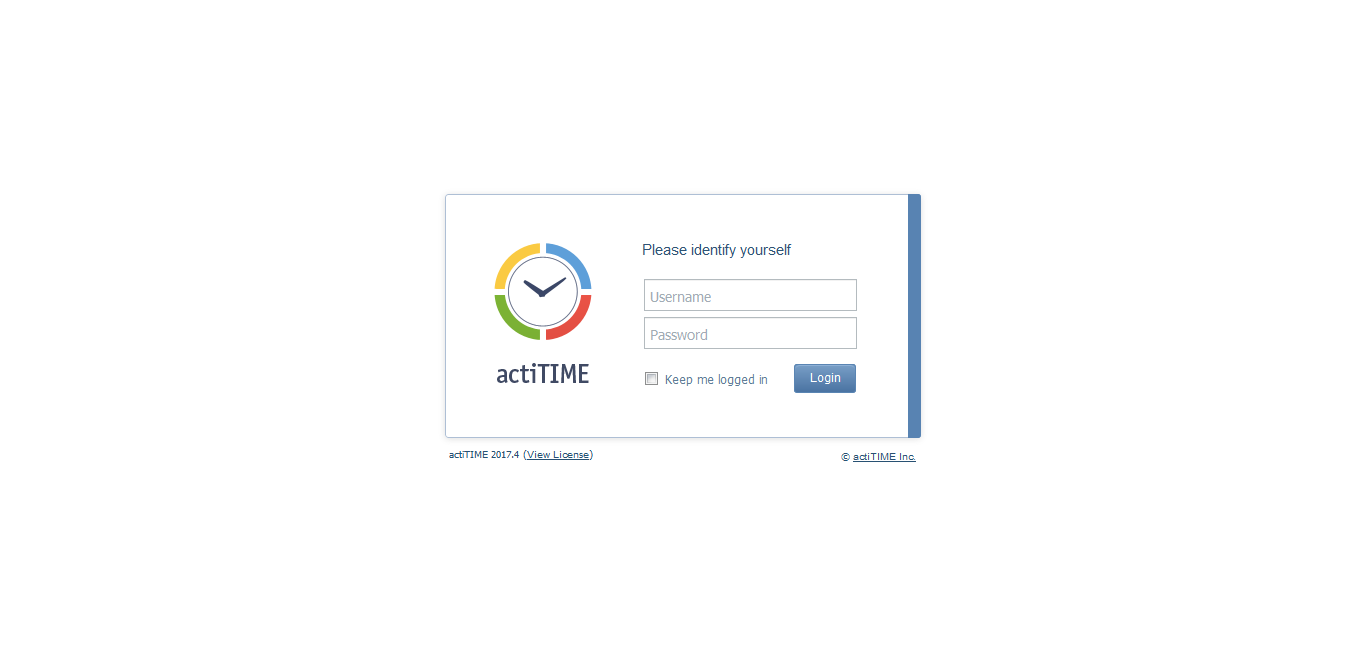 Please identify yourself
Username
Password
actiTIME
Keep me logged in
Login
actiTIME 2017.4 (View License)
© actiTIME Inc.